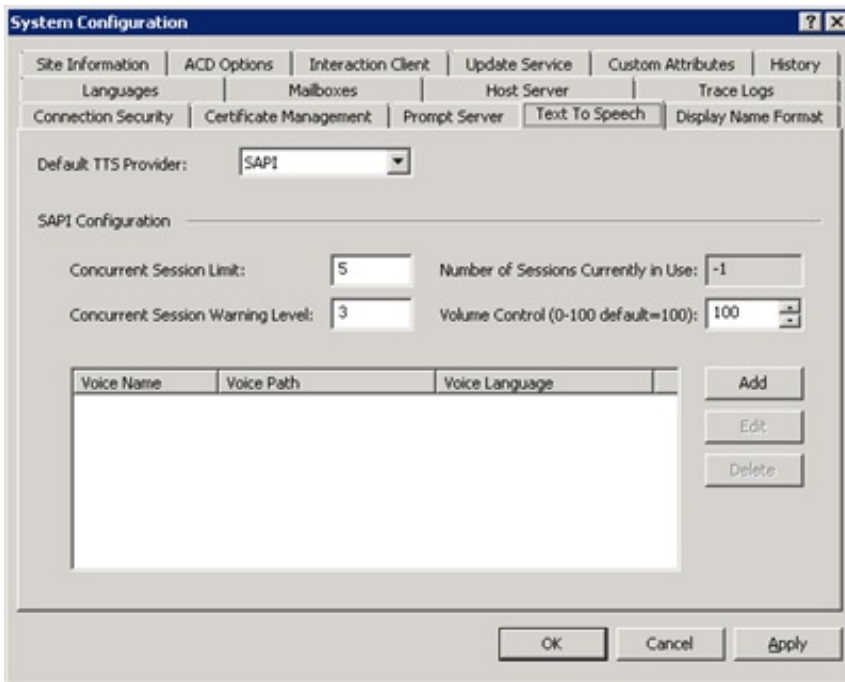 System Configuration
Site Information ACD Options Interaction Client Update Service Custom Attributes History
Languages Mailboxes Host Server Trace Logs
Connection Security Certificate Management Prompt Server Text To Speech Display Name Format
Default TTS Provider: SAPI
SAPI Configuration
Concurrent Session Limit: 5 Number of Sessions Currently in Use: -1
Concurrent Session Warning Level: 3 Volume Control (0-100 default=100): 100
Voice Name Voice Path Voice Language Add
Edit
Delete
OK Cancel Apply